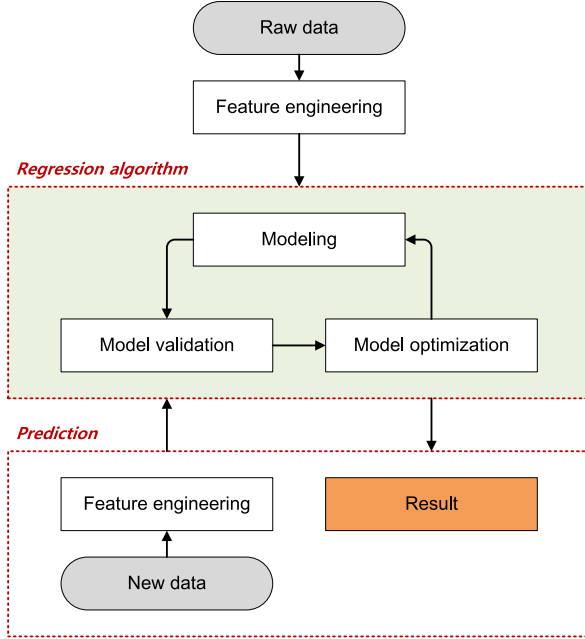 Raw data
Feature engineering
Regression algorithm
Modeling
Model validation
Model optimization
Prediction
Feature engineering
Result
New data